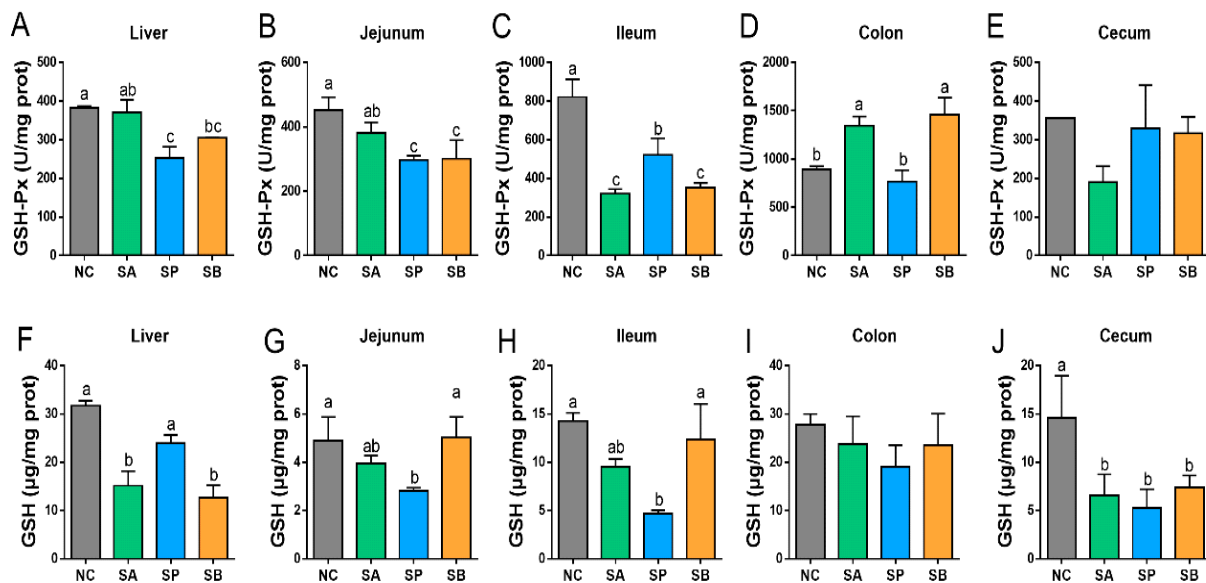 A Liver
GSH-Px (U/mg prot)
500
400
300
200
100
0
a ab c bc
NC SA SP SB
B Jejunum
GSH-Px (U/mg prot)
600
400
200
0
a ab c c
NC SA SP SB
C Ileum
GSH-Px (U/mg prot)
1000
800
600
400
200
0
a c b c
NC SA SP SB
D Colon
GSH-Px (U/mg prot)
2000
1500
1000
500
0
b a b a
NC SA SP SB
E Cecum
GSH-Px (U/mg prot)
500
400
300
200
100
0
NC SA SP SB
F Liver
GSH (μg/mg prot)
40
30
20
10
0
a b a b
NC SA SP SB
G Jejunum
GSH (μg/mg prot)
8
6
4
2
0
a ab b a
NC SA SP SB
H Ileum
GSH (μg/mg prot)
20
15
10
5
0
a ab b a
NC SA SP SB
I Colon
GSH (μg/mg prot)
40
30
20
10
0
NC SA SP SB
J Cecum
GSH (μg/mg prot)
20
15
10
5
0
a b b b
NC SA SP SB